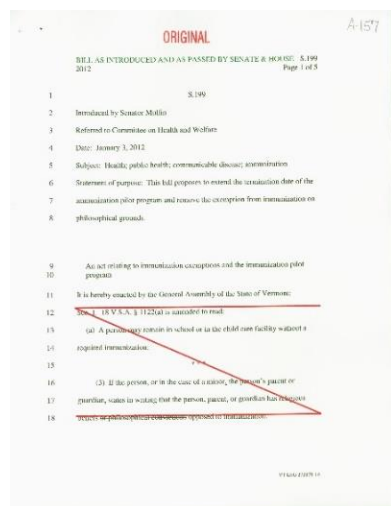 ORIGINAL
A-157
BILL AS INTRODUCED AND AS PASSED BY SENATE & HOUSE S.199
2012 Page 1 of 5
1 S.199
2 Introduced by Senator Mullin
3 Referred to Committee on Health and Welfare
4 Date: January 3, 2012
5 Subject: Health; public health; communicable disease; immunization
6 Statement of purpose: This bill proposes to extend the termination date of the
7 immunization pilot program and remove the exemption from immunization on
8 philosophical grounds.
9 An act relating to immunization exemptions and the immunization pilot
10 program
11 It is hereby enacted by the General Assembly of the State of Vermont:
12 Sec. 1. 18 V.S.A. § 1122(a) is amended to read:
13 (a) A person may remain in school or in the child care facility without a
14 required immunization:
15 * * *
16 (3) If the person, or in the case of a minor, the person's parent or
17 guardian, states in writing that the person, parent, or guardian has religious
18 beliefs or philosophical convictions opposed to immunization.